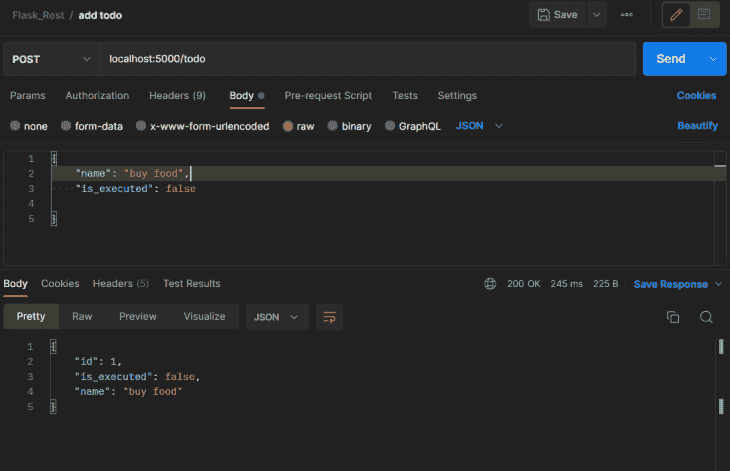 Flask_Rest / add todo
Save
POST
localhost:5000/todo
Send
Params Authorization Headers (9) Body Pre-request Script Tests Settings Cookies
none form-data x-www-form-urlencoded raw binary GraphQL JSON Beautify
1 {
2 "name": "buy food",
3 "is_executed": false
4
5 }
Body Cookies Headers (5) Test Results 200 OK 245 ms 225 B Save Response
Pretty Raw Preview Visualize JSON
1 {
2 "id": 1,
3 "is_executed": false,
4 "name": "buy food"
5 }